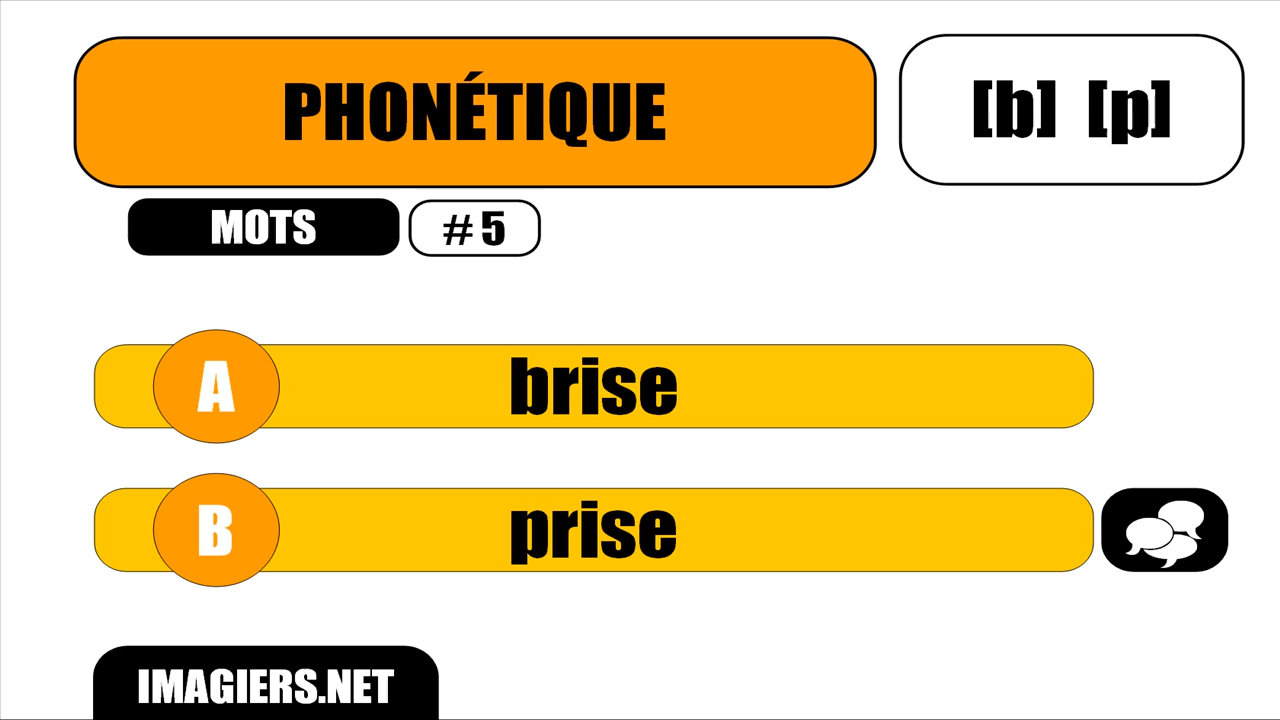 PHONÉTIQUE
[b] [p]
MOTS
# 5
A
brise
B
prise
IMAGIERS.NET